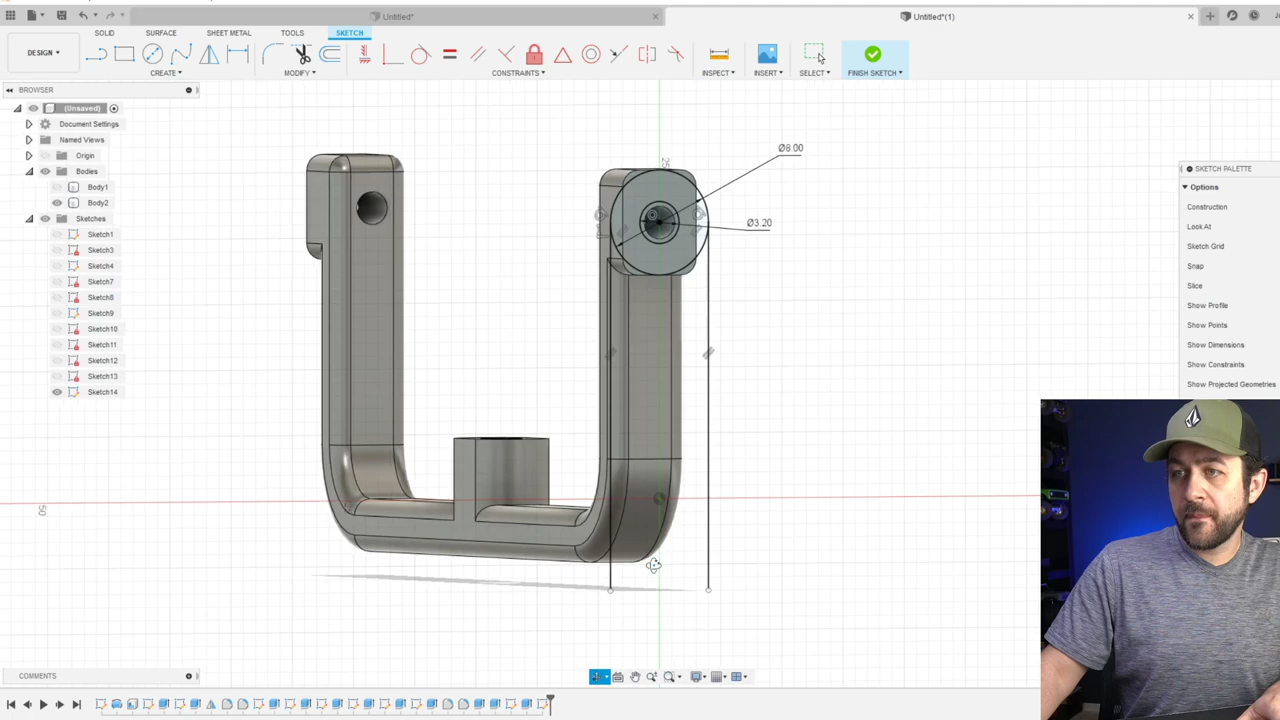 Untitled*
Untitled*(1)
SOLID
SURFACE
SHEET METAL
TOOLS
SKETCH
DESIGN
CREATE
MODIFY
CONSTRAINTS
INSPECT
INSERT
SELECT
FINISH SKETCH
BROWSER
(Unsaved)
Document Settings
Named Views
Origin
Bodies
Body1
Body2
Sketches
Sketch1
Sketch3
Sketch4
Sketch7
Sketch8
Sketch9
Sketch10
Sketch11
Sketch12
Sketch13
Sketch14
25
Ø8.00
Ø3.20
50
SKETCH PALETTE
Options
Construction
Look At
Sketch Grid
Snap
Slice
Show Profile
Show Points
Show Dimensions
Show Constraints
Show Projected Geometries
COMMENTS